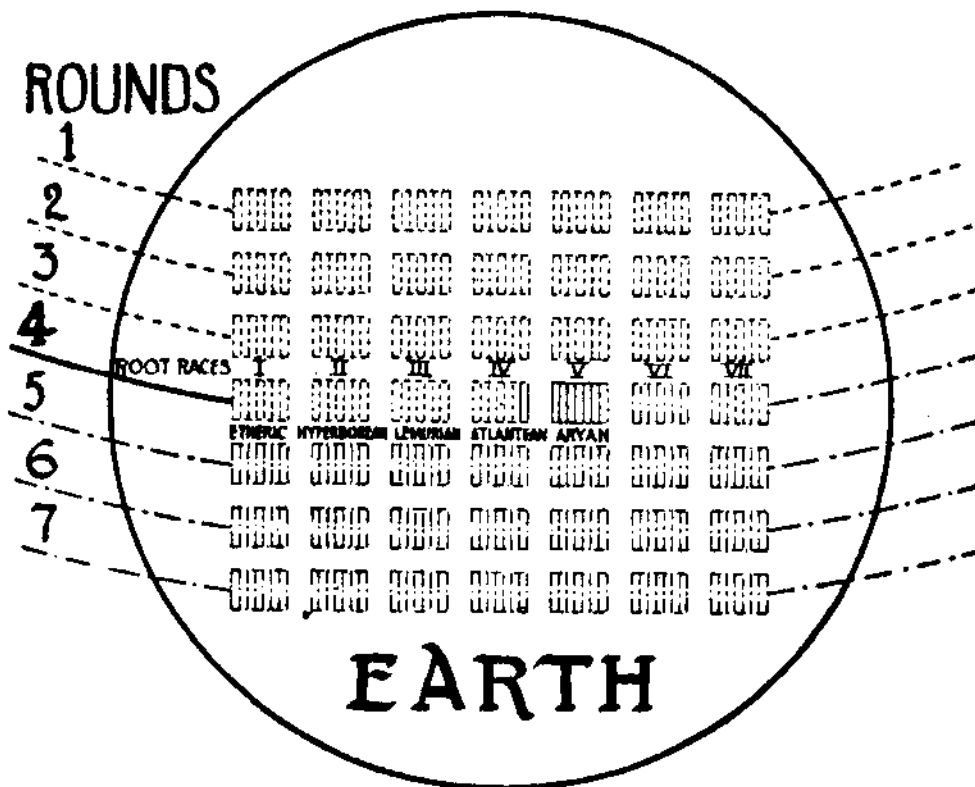 ROUNDS
1
2
3
4
ROOT RACES I II III IV V VI VII
5
ETHERIC HYPERBOREAN LEMURIAN ATLANTEAN ARYAN
6
7
EARTH